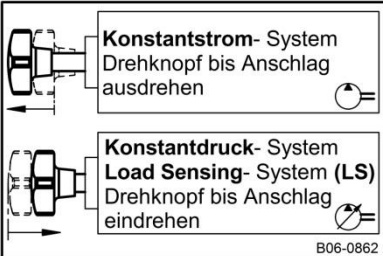 Konstantstrom- System
Drehknopf bis Anschlag
ausdrehen
Konstantdruck- System
Load Sensing- System (LS)
Drehknopf bis Anschlag
eindrehen
B06-0862